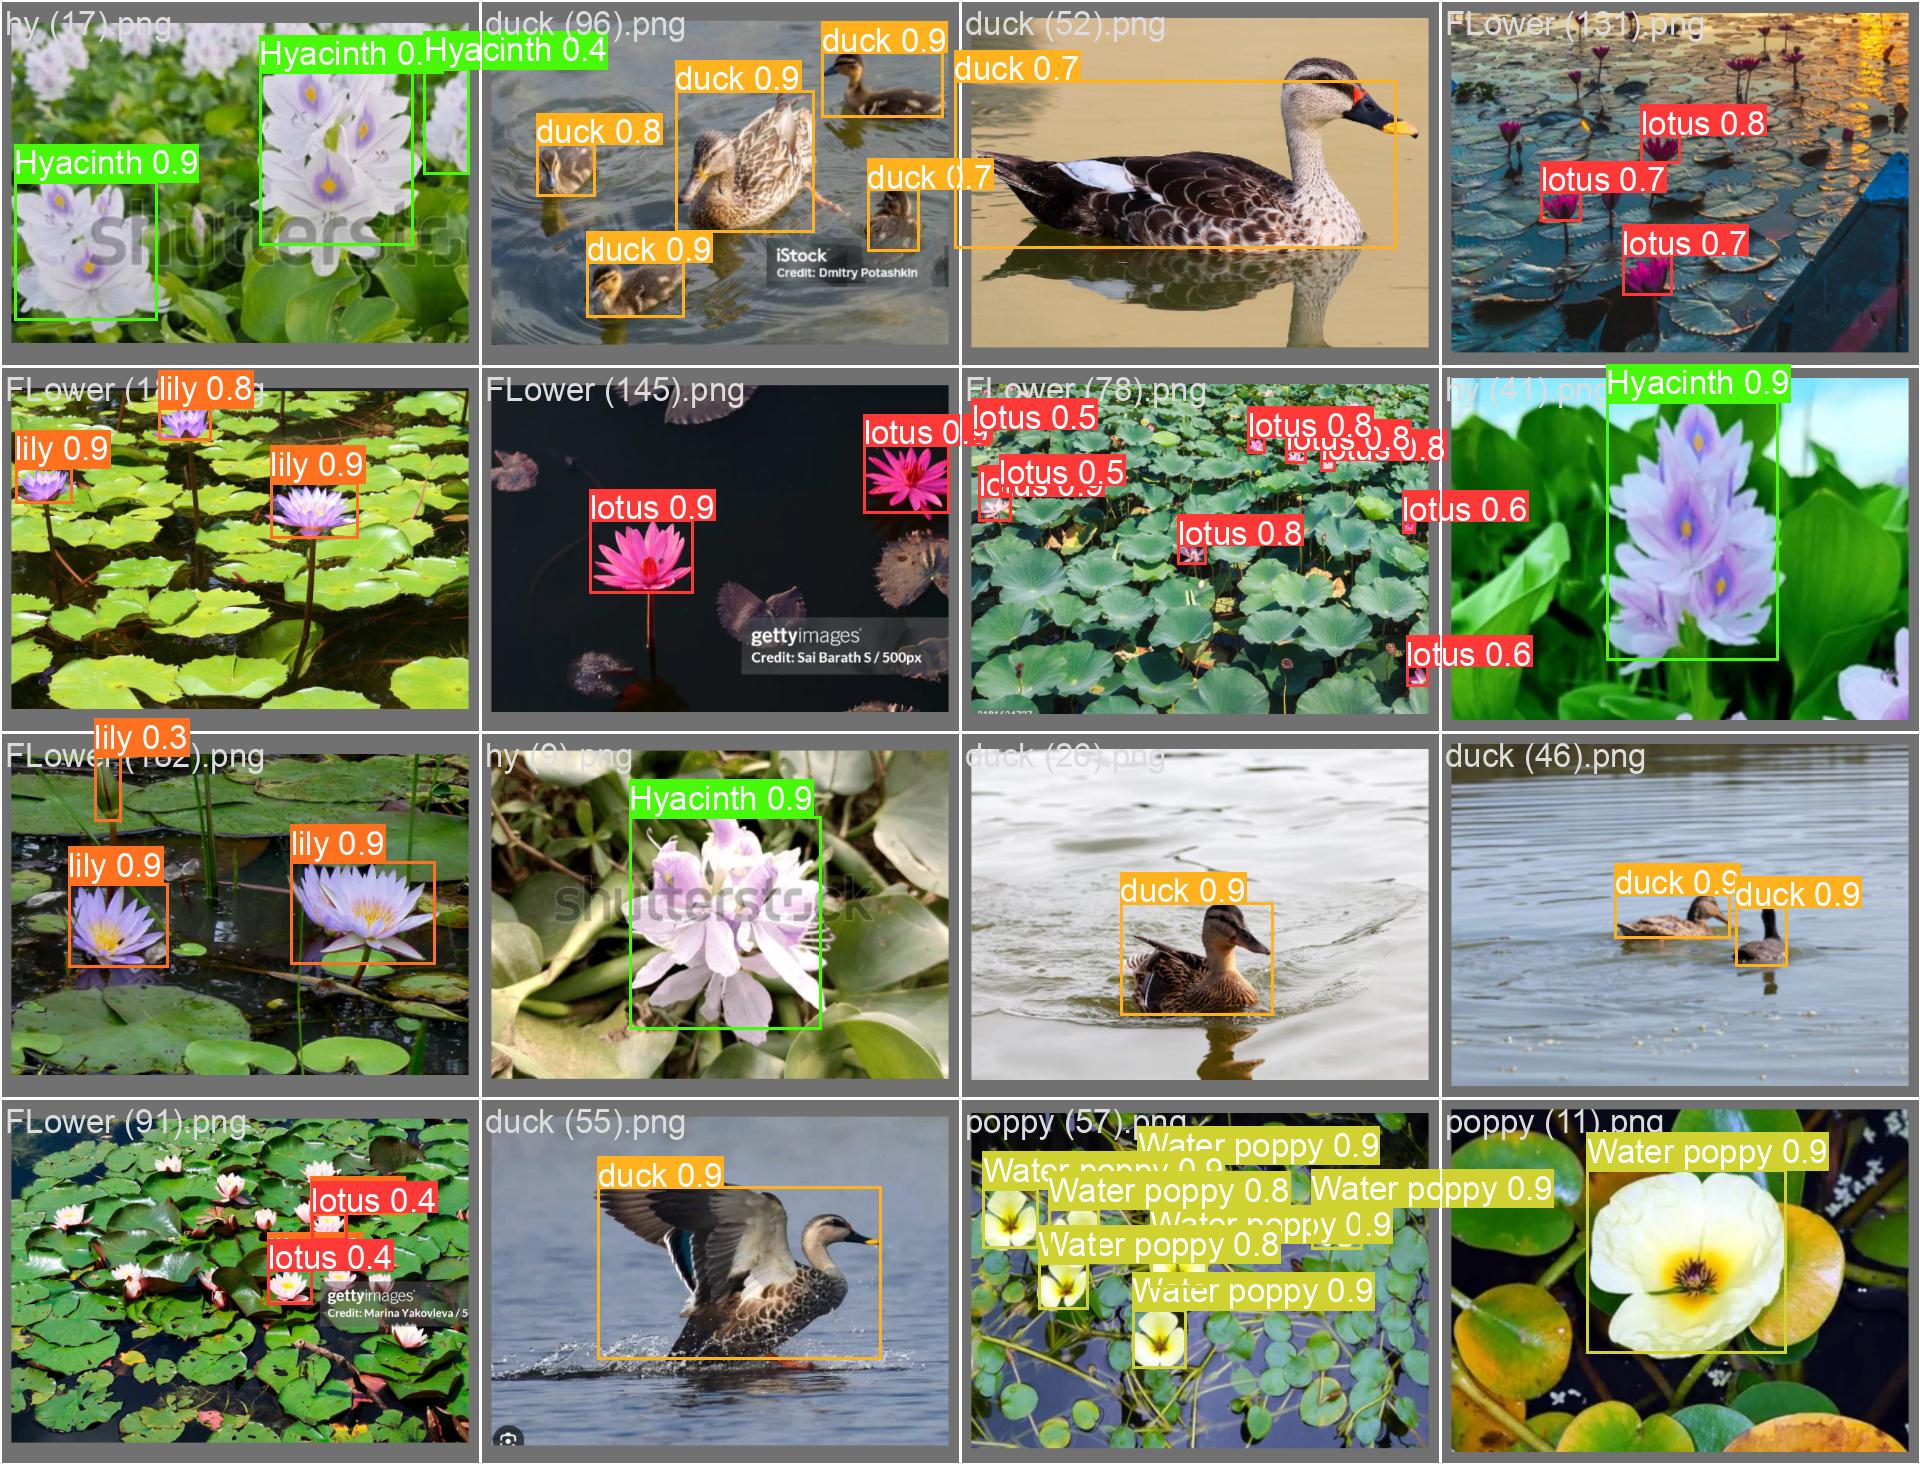 hy (17).png
Hyacinth 0.
Hyacinth 0.4
Hyacinth 0.9
duck (96).png
duck 0.9
duck 0.9
duck 0.8
duck 0.7
duck 0.9
iStock
Credit: Dmitry Potashkin
duck (52).png
duck 0.7
FLower (131).png
lotus 0.8
lotus 0.7
lotus 0.7
lily 0.8
lily 0.9
lily 0.9
FLower (145).png
lotus 0.9
lotus 0.9
gettyimages
Credit: Sai Barath S / 500px
FLower (78).png
lotus 0.5
lotus 0.8
lotus 0.8
lotus 0.8
lotus 0.5
lotus 0.9
lotus 0.6
lotus 0.8
lotus 0.6
hy (41).png
Hyacinth 0.9
FLower (182).png
lily 0.3
lily 0.9
lily 0.9
hy (9).png
Hyacinth 0.9
shutterstock
duck (26).png
duck 0.9
duck (46).png
duck 0.9
duck 0.9
FLower (91).png
lotus 0.4
lotus 0.4
gettyimages
Credit: Marina Yakovleva / 5
duck (55).png
duck 0.9
poppy (57).png
Water poppy 0.9
Water poppy 0.9
Water poppy 0.8
Water poppy 0.9
Water poppy 0.9
Water poppy 0.8
Water poppy 0.9
poppy (11).png
Water poppy 0.9